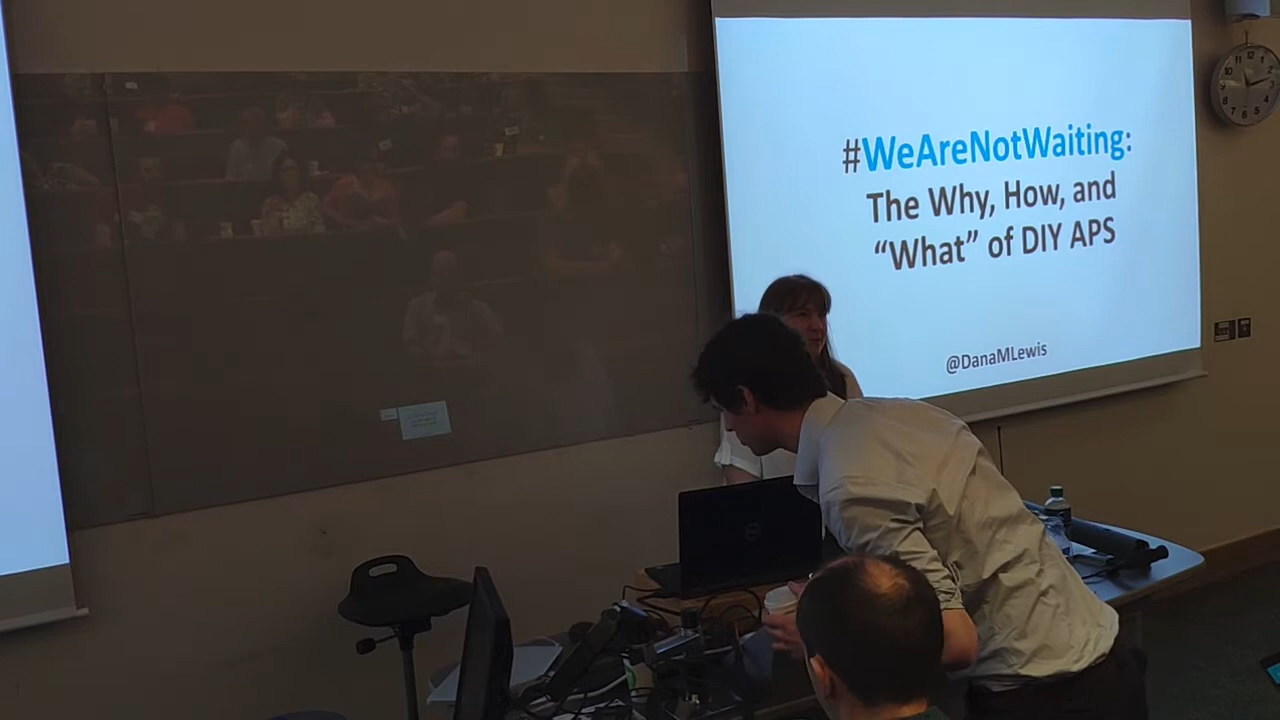 #WeAreNotWaiting:
The Why, How, and
“What” of DIY APS
@DanaMLewis